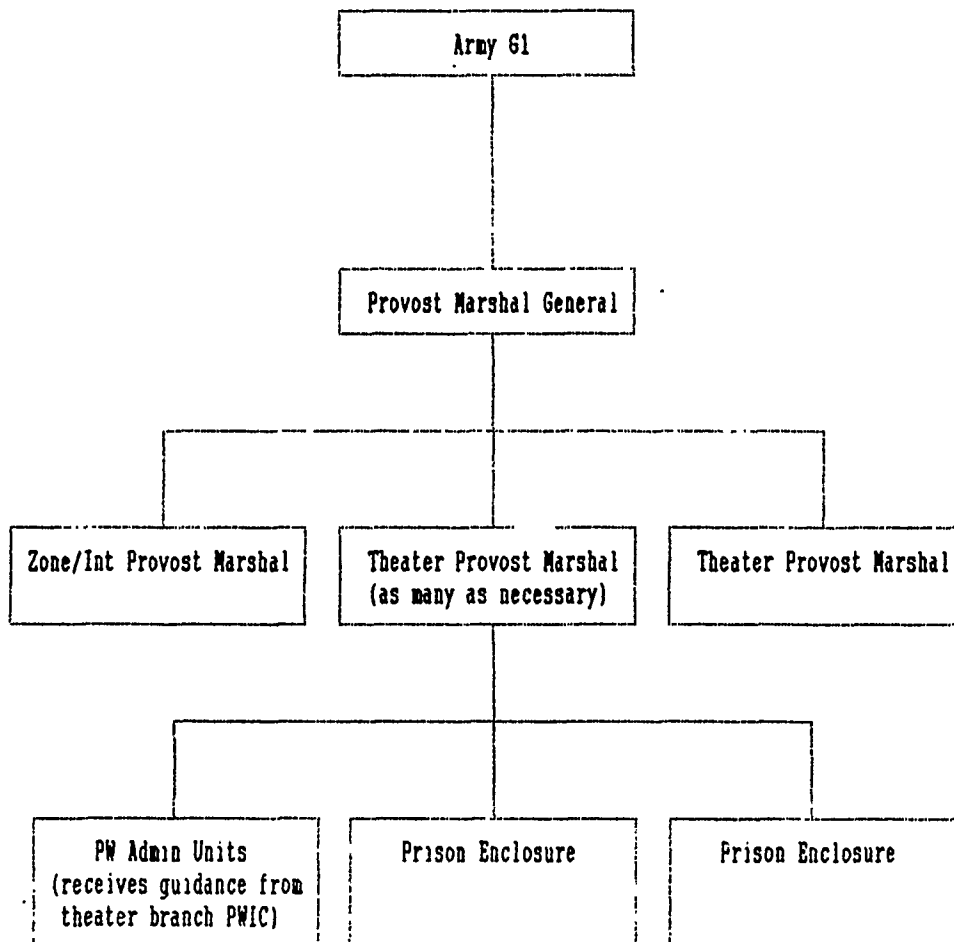 Army G1
Provost Marshal General
Zone/Int Provost Marshal
Theater Provost Marshal
(as many as necessary)
Theater Provost Marshal
PW Admin Units
(receives guidance from
theater branch PWIC)
Prison Enclosure
Prison Enclosure